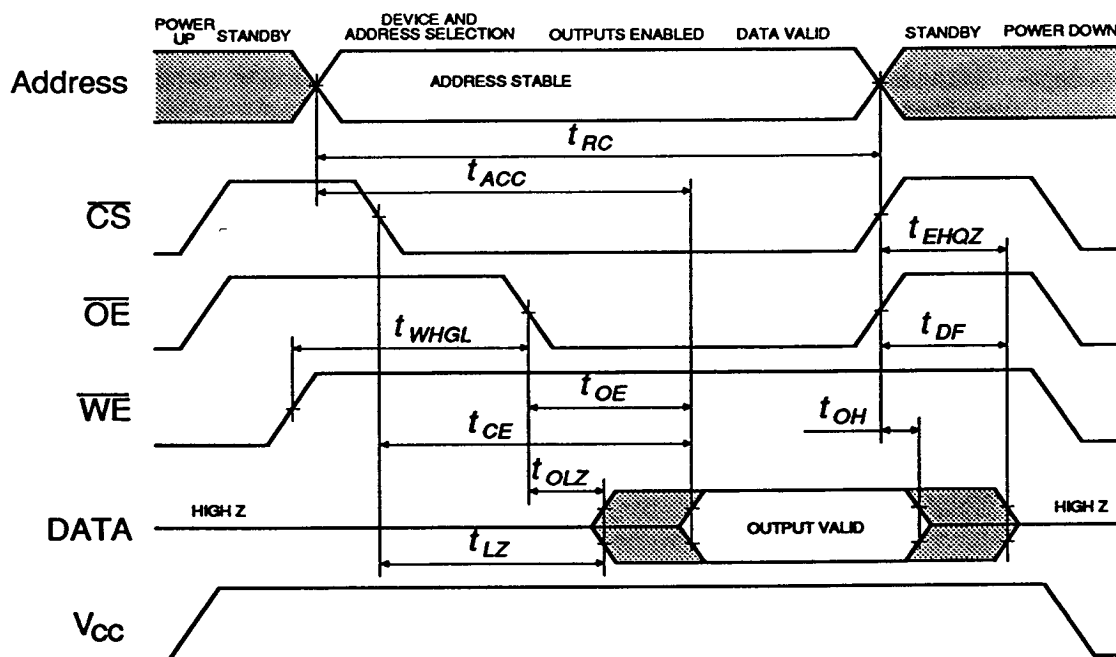 POWER UP
STANDBY
DEVICE AND ADDRESS SELECTION
OUTPUTS ENABLED
DATA VALID
STANDBY
POWER DOWN
Address
ADDRESS STABLE
tRC
tACC
CS
tEHQZ
OE
tWHGL
tDF
WE
tOE
tOH
tCE
tOLZ
HIGH Z
HIGH Z
DATA
OUTPUT VALID
tLZ
VCC